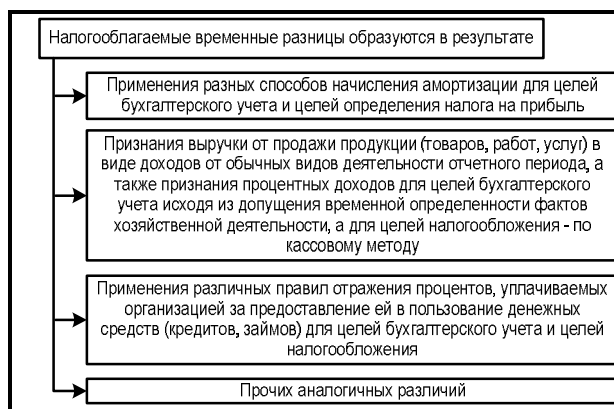 Налогооблагаемые временные разницы образуются в результате
Применения разных способов начисления амортизации для целей
бухгалтерского учета и целей определения налога на прибыль
Признания выручки от продажи продукции (товаров, работ, услуг) в
виде доходов от обычных видов деятельности отчетного периода, а
также признания процентных доходов для целей бухгалтерского
учета исходя из допущения временной определенности фактов
хозяйственной деятельности, а для целей налогообложения - по
кассовому методу
Применения различных правил отражения процентов, уплачиваемых
организацией за предоставление ей в пользование денежных
средств (кредитов, займов) для целей бухгалтерского учета и целей
налогообложения
Прочих аналогичных различий